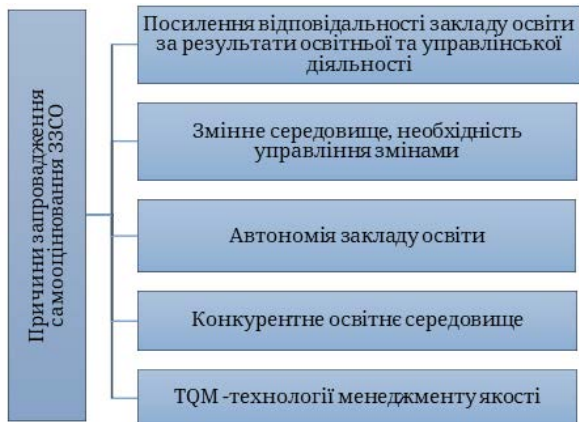 Причини запровадження
самооцінювання ЗЗСО
Посилення відповідальності закладу освіти
за результати освітньої та управлінської
діяльності
Змінне середовище, необхідність
управління змінами
Автономія закладу освіти
Конкурентне освітнє середовище
TQM -технології менеджменту якості